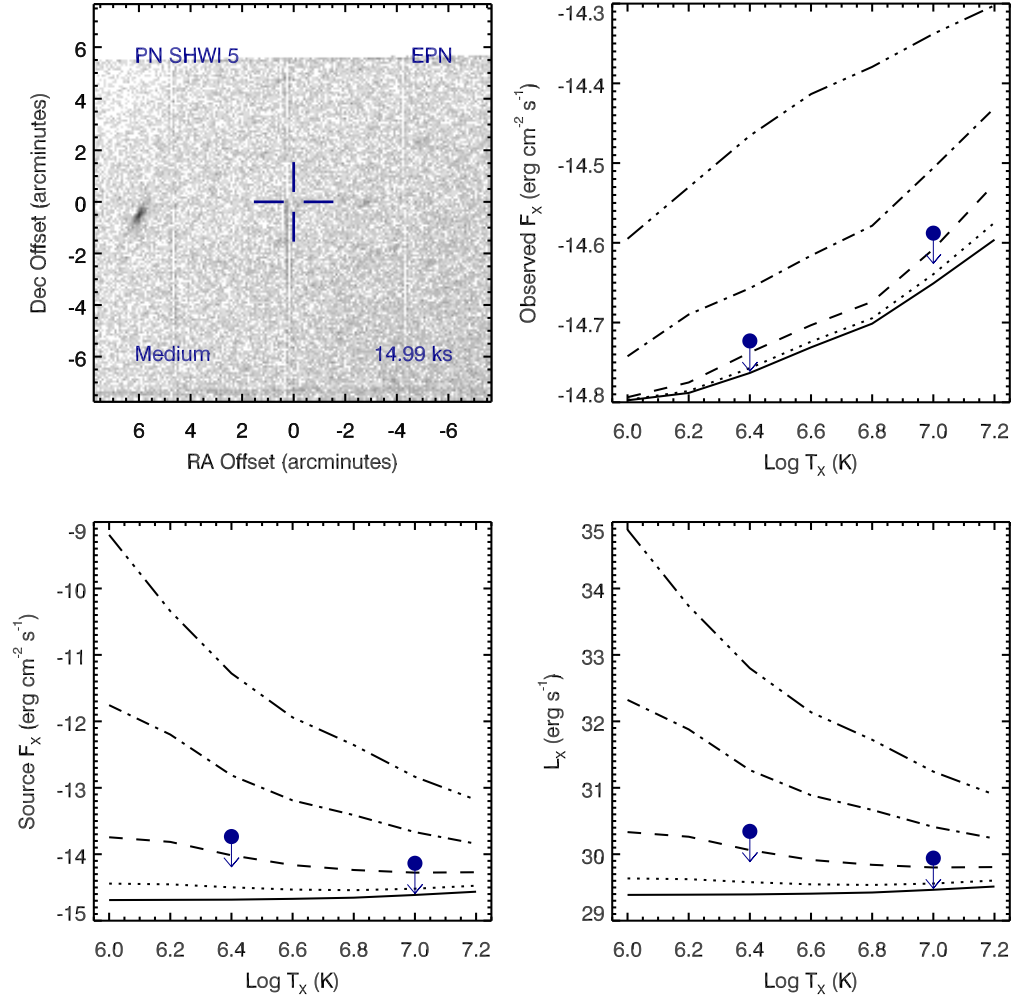 PN SHWI 5 EPN
Medium 14.99 ks
6
4
2
0
-2
-4
-6
Dec Offset (arcminutes)
6 4 2 0 -2 -4 -6
RA Offset (arcminutes)
-14.3
-14.4
-14.5
-14.6
-14.7
-14.8
Observed F_X (erg cm^-2 s^-1)
6.0 6.2 6.4 6.6 6.8 7.0 7.2
Log T_X (K)
-9
-10
-11
-12
-13
-14
-15
Source F_X (erg cm^-2 s^-1)
6.0 6.2 6.4 6.6 6.8 7.0 7.2
Log T_X (K)
35
34
33
32
31
30
29
L_X (erg s^-1)
6.0 6.2 6.4 6.6 6.8 7.0 7.2
Log T_X (K)